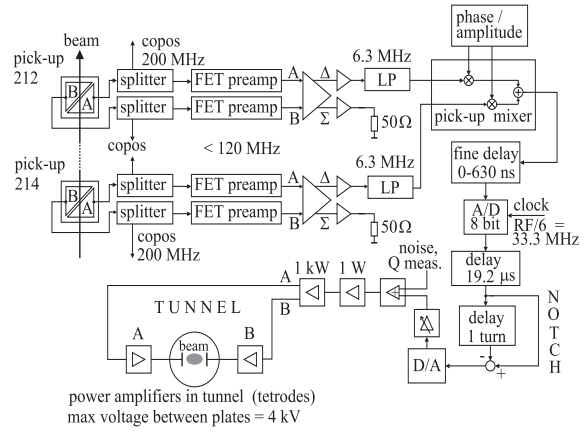 beam
copos
200 MHz
phase /
amplitude
pick-up
212
B
A
splitter
FET preamp
A
Δ
6.3 MHz
LP
splitter
FET preamp
B
Σ
50Ω
pick-up mixer
copos
< 120 MHz
pick-up
214
B
A
splitter
FET preamp
A
Δ
6.3 MHz
LP
splitter
FET preamp
B
Σ
50Ω
copos
200 MHz
fine delay
0-630 ns
A/D
8 bit
clock
RF/6 =
33.3 MHz
delay
19.2 μs
delay
1 turn
- +
NOTCH
noise,
Q meas.
1 kW
1 W
A
B
+
D/A
TUNNEL
A
B
beam
power amplifiers in tunnel (tetrodes)
max voltage between plates = 4 kV